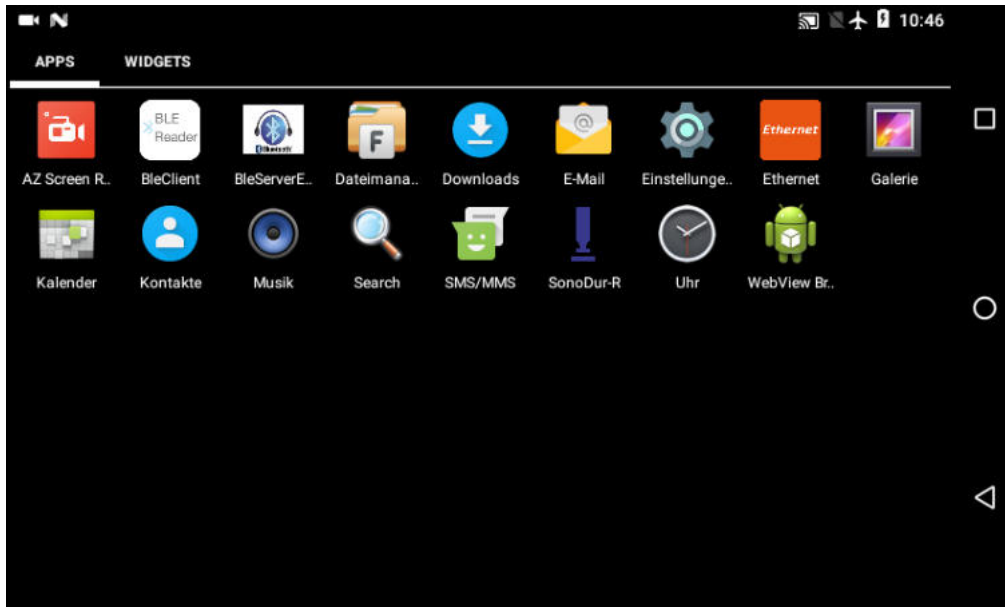 10:46
APPS WIDGETS
BLE
Reader
Bluetooth
F
@
Ethernet
AZ Screen R.. BleClient BleServerE.. Dateimana.. Downloads E-Mail Einstellunge.. Ethernet Galerie
Kalender Kontakte Musik Search SMS/MMS SonoDur-R Uhr WebView Br..